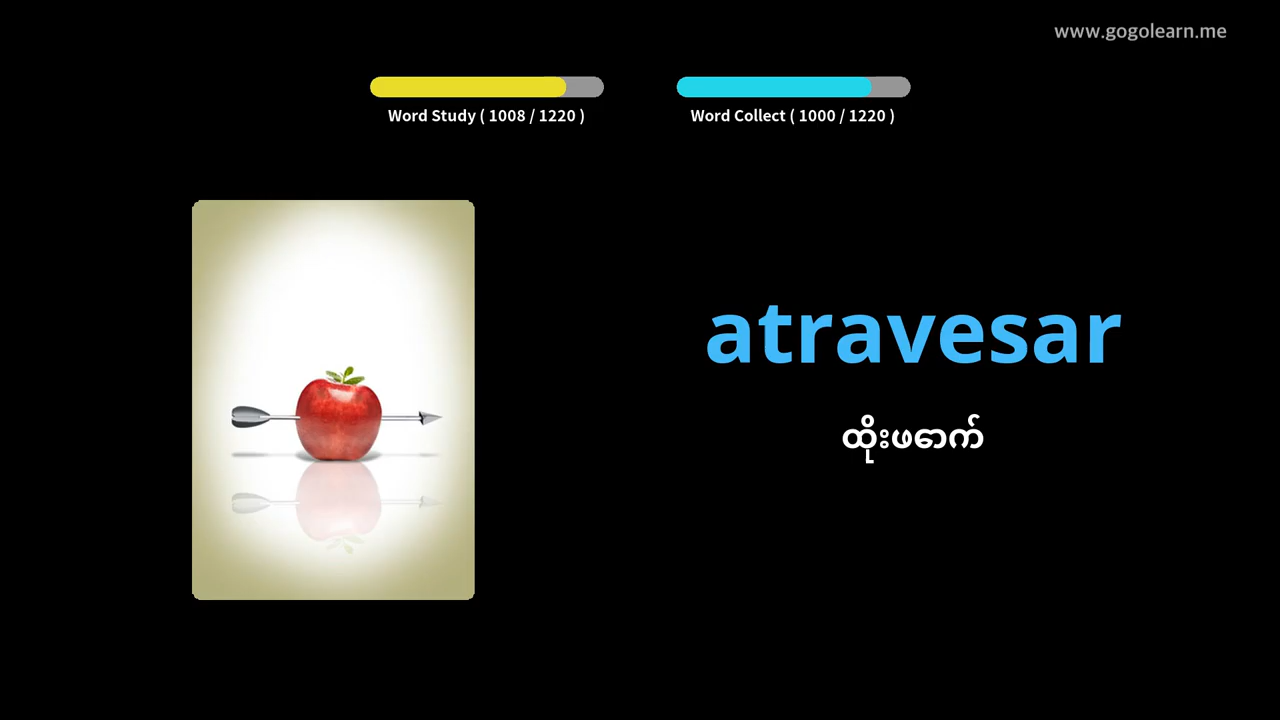 www.gogolearn.me
Word Study ( 1008 / 1220 )
Word Collect ( 1000 / 1220 )
atravesar
ထိုးဖောက်